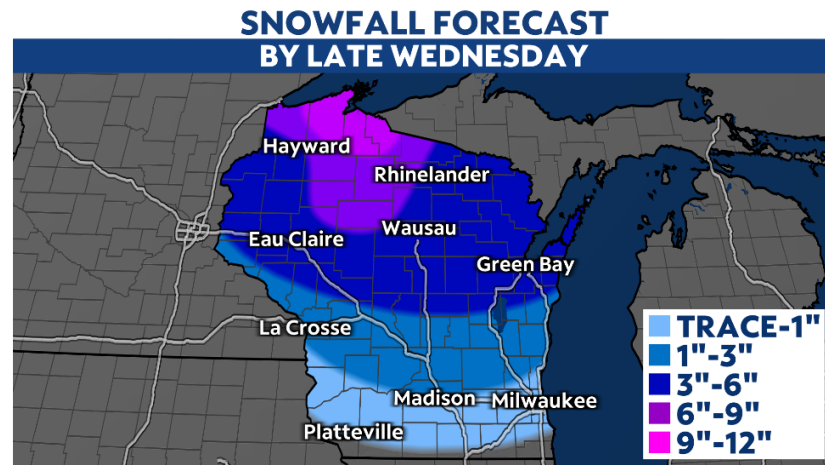 SNOWFALL FORECAST
BY LATE WEDNESDAY
Hayward
Rhinelander
Wausau
Eau Claire
Green Bay
La Crosse
Madison
Milwaukee
Platteville
TRACE-1"
1"-3"
3"-6"
6"-9"
9"-12"